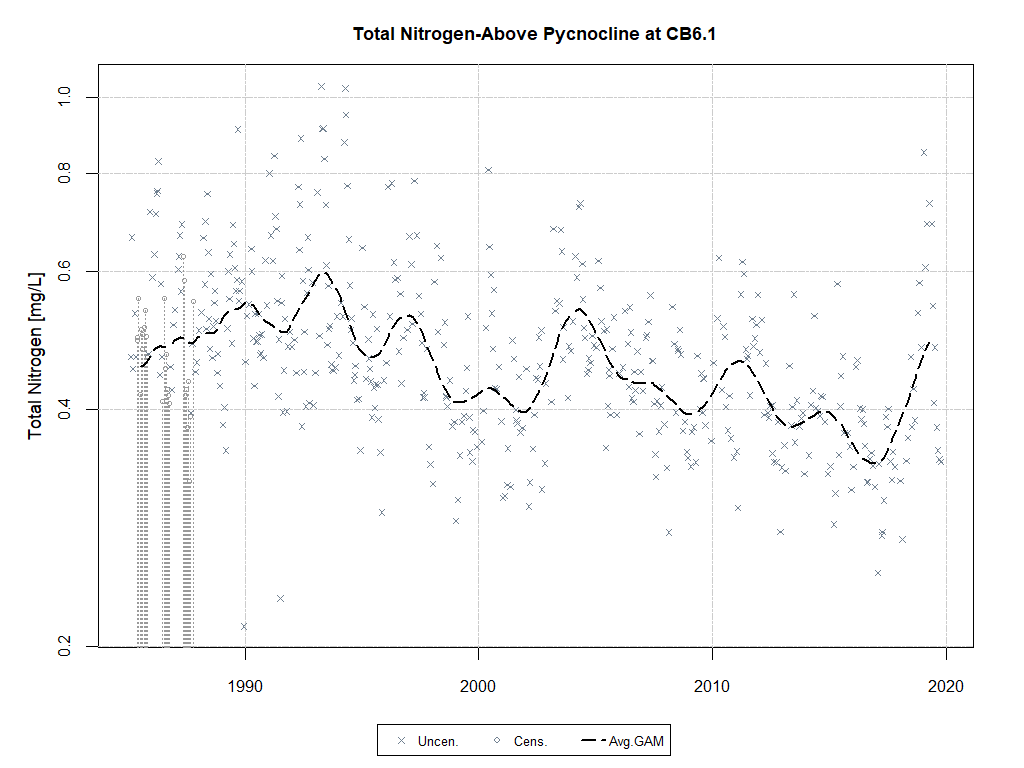 Total Nitrogen-Above Pycnocline at CB6.1
Total Nitrogen [mg/L]
1.0
0.8
0.6
0.4
0.2
1990
2000
2010
2020
Uncen.
Cens.
Avg.GAM